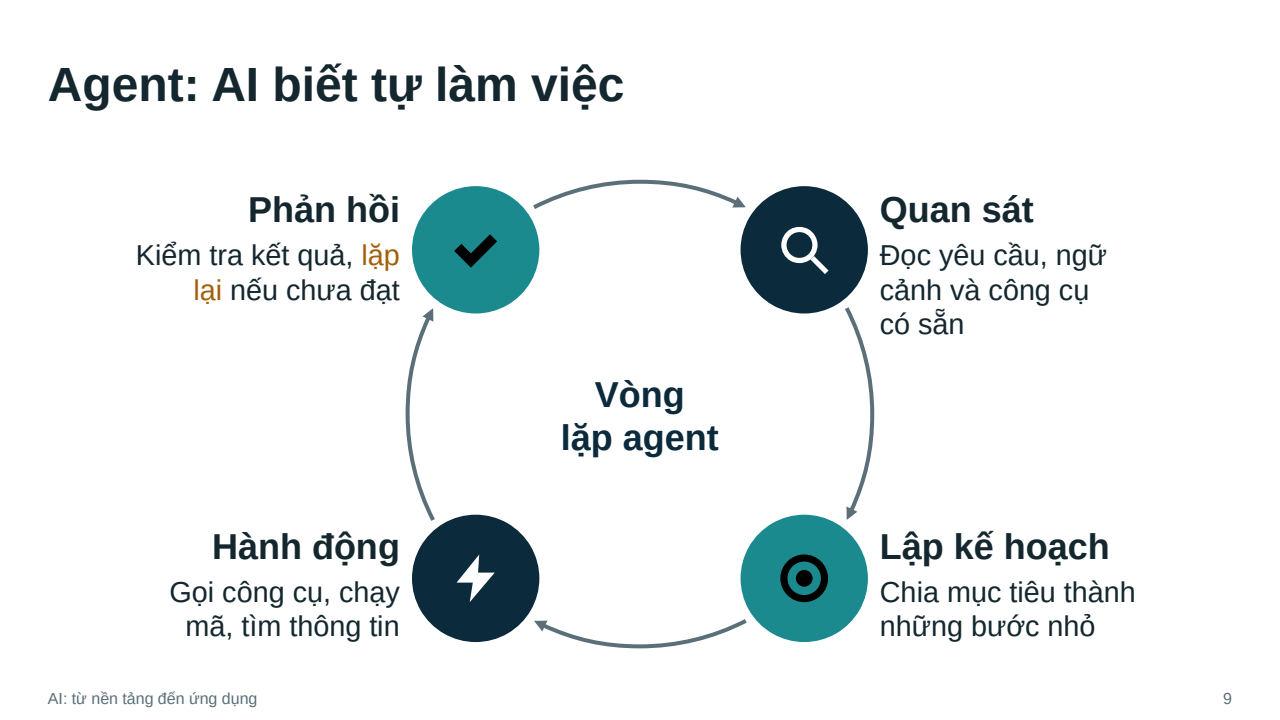 Agent: AI biết tự làm việc
Phản hồi
Kiểm tra kết quả, lặp
lại nếu chưa đạt
Quan sát
Đọc yêu cầu, ngữ
cảnh và công cụ
có sẵn
Vòng
lặp agent
Hành động
Gọi công cụ, chạy
mã, tìm thông tin
Lập kế hoạch
Chia mục tiêu thành
những bước nhỏ
AI: từ nền tảng đến ứng dụng
9